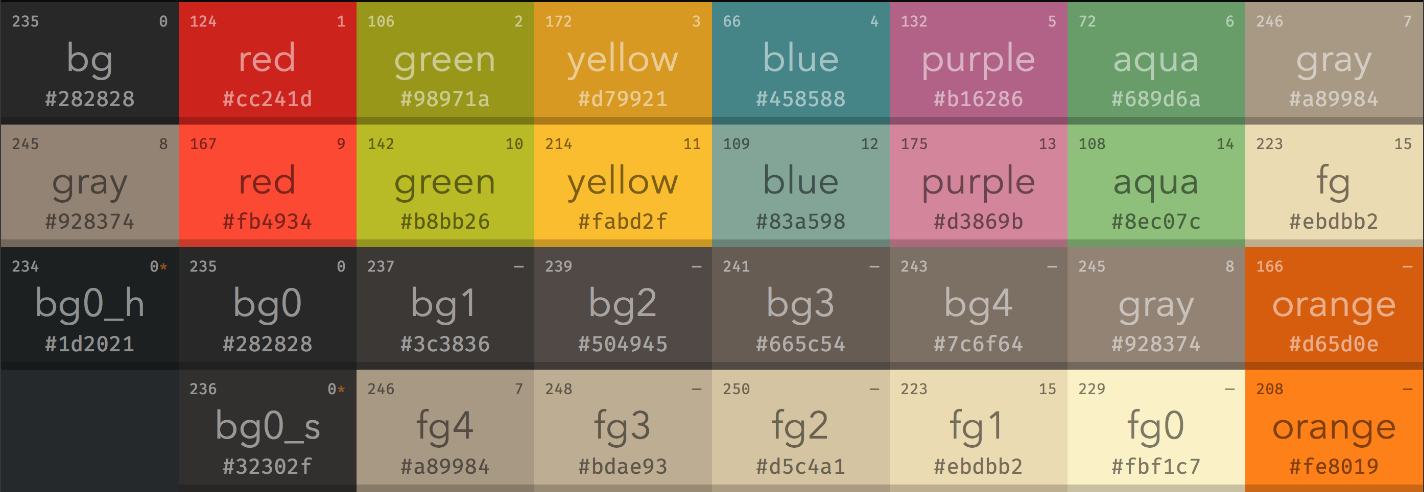 235 0 124 1 106 2 172 3 66 4 132 5 72 6 246 7
bg red green yellow blue purple aqua gray
#282828 #cc241d #98971a #d79921 #458588 #b16286 #689d6a #a89984
245 8 167 9 142 10 214 11 109 12 175 13 108 14 223 15
gray red green yellow blue purple aqua fg
#928374 #fb4934 #b8bb26 #fabd2f #83a598 #d3869b #8ec07c #ebdbb2
234 0* 235 0 237 – 239 – 241 – 243 – 245 8 166 –
bg0_h bg0 bg1 bg2 bg3 bg4 gray orange
#1d2021 #282828 #3c3836 #504945 #665c54 #7c6f64 #928374 #d65d0e
236 0* 246 7 248 – 250 – 223 15 229 – 208 –
bg0_s fg4 fg3 fg2 fg1 fg0 orange
#32302f #a89984 #bdae93 #d5c4a1 #ebdbb2 #fbf1c7 #fe8019